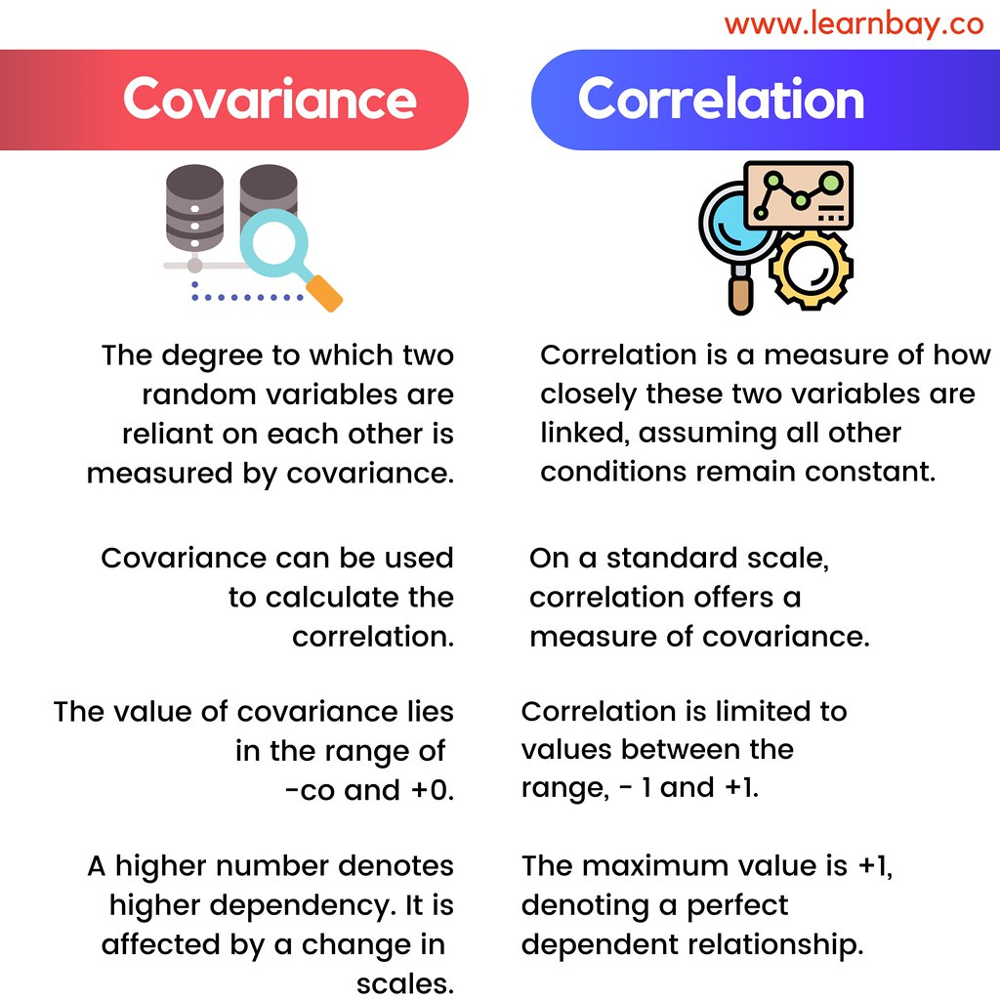 www.learnbay.co
Covariance
Correlation
The degree to which two
random variables are
reliant on each other is
measured by covariance.
Correlation is a measure of how
closely these two variables are
linked, assuming all other
conditions remain constant.
Covariance can be used
to calculate the
correlation.
On a standard scale,
correlation offers a
measure of covariance.
The value of covariance lies
in the range of
-co and +0.
Correlation is limited to
values between the
range, - 1 and +1.
A higher number denotes
higher dependency. It is
affected by a change in
scales.
The maximum value is +1,
denoting a perfect
dependent relationship.